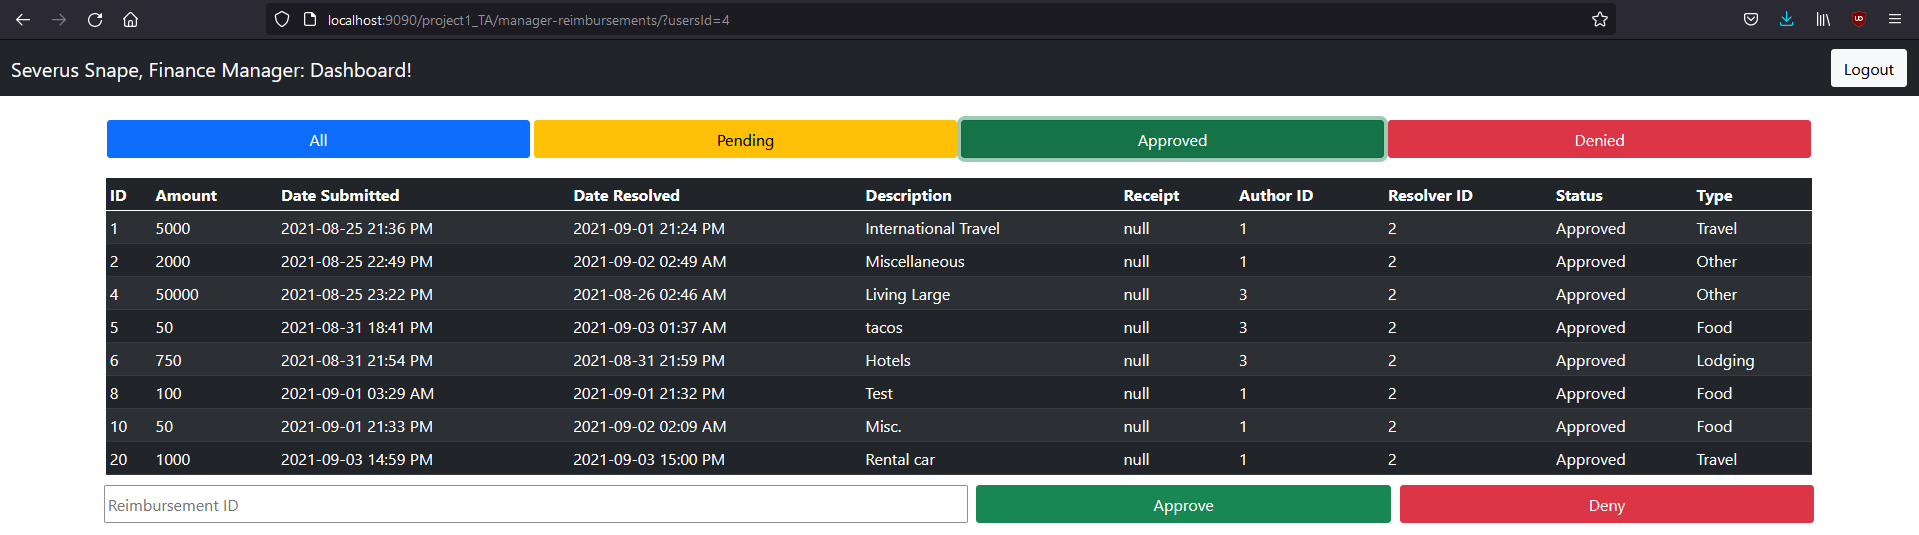 localhost:9090/project1_TA/manager-reimbursements/?usersId=4
Severus Snape, Finance Manager: Dashboard! Logout
All Pending Approved Denied
ID Amount Date Submitted Date Resolved Description Receipt Author ID Resolver ID Status Type
1 5000 2021-08-25 21:36 PM 2021-09-01 21:24 PM International Travel null 1 2 Approved Travel
2 2000 2021-08-25 22:49 PM 2021-09-02 02:49 AM Miscellaneous null 1 2 Approved Other
4 50000 2021-08-25 23:22 PM 2021-08-26 02:46 AM Living Large null 3 2 Approved Other
5 50 2021-08-31 18:41 PM 2021-09-03 01:37 AM tacos null 3 2 Approved Food
6 750 2021-08-31 21:54 PM 2021-08-31 21:59 PM Hotels null 3 2 Approved Lodging
8 100 2021-09-01 03:29 AM 2021-09-01 21:32 PM Test null 1 2 Approved Food
10 50 2021-09-01 21:33 PM 2021-09-02 02:09 AM Misc. null 1 2 Approved Food
20 1000 2021-09-03 14:59 PM 2021-09-03 15:00 PM Rental car null 1 2 Approved Travel
Reimbursement ID Approve Deny